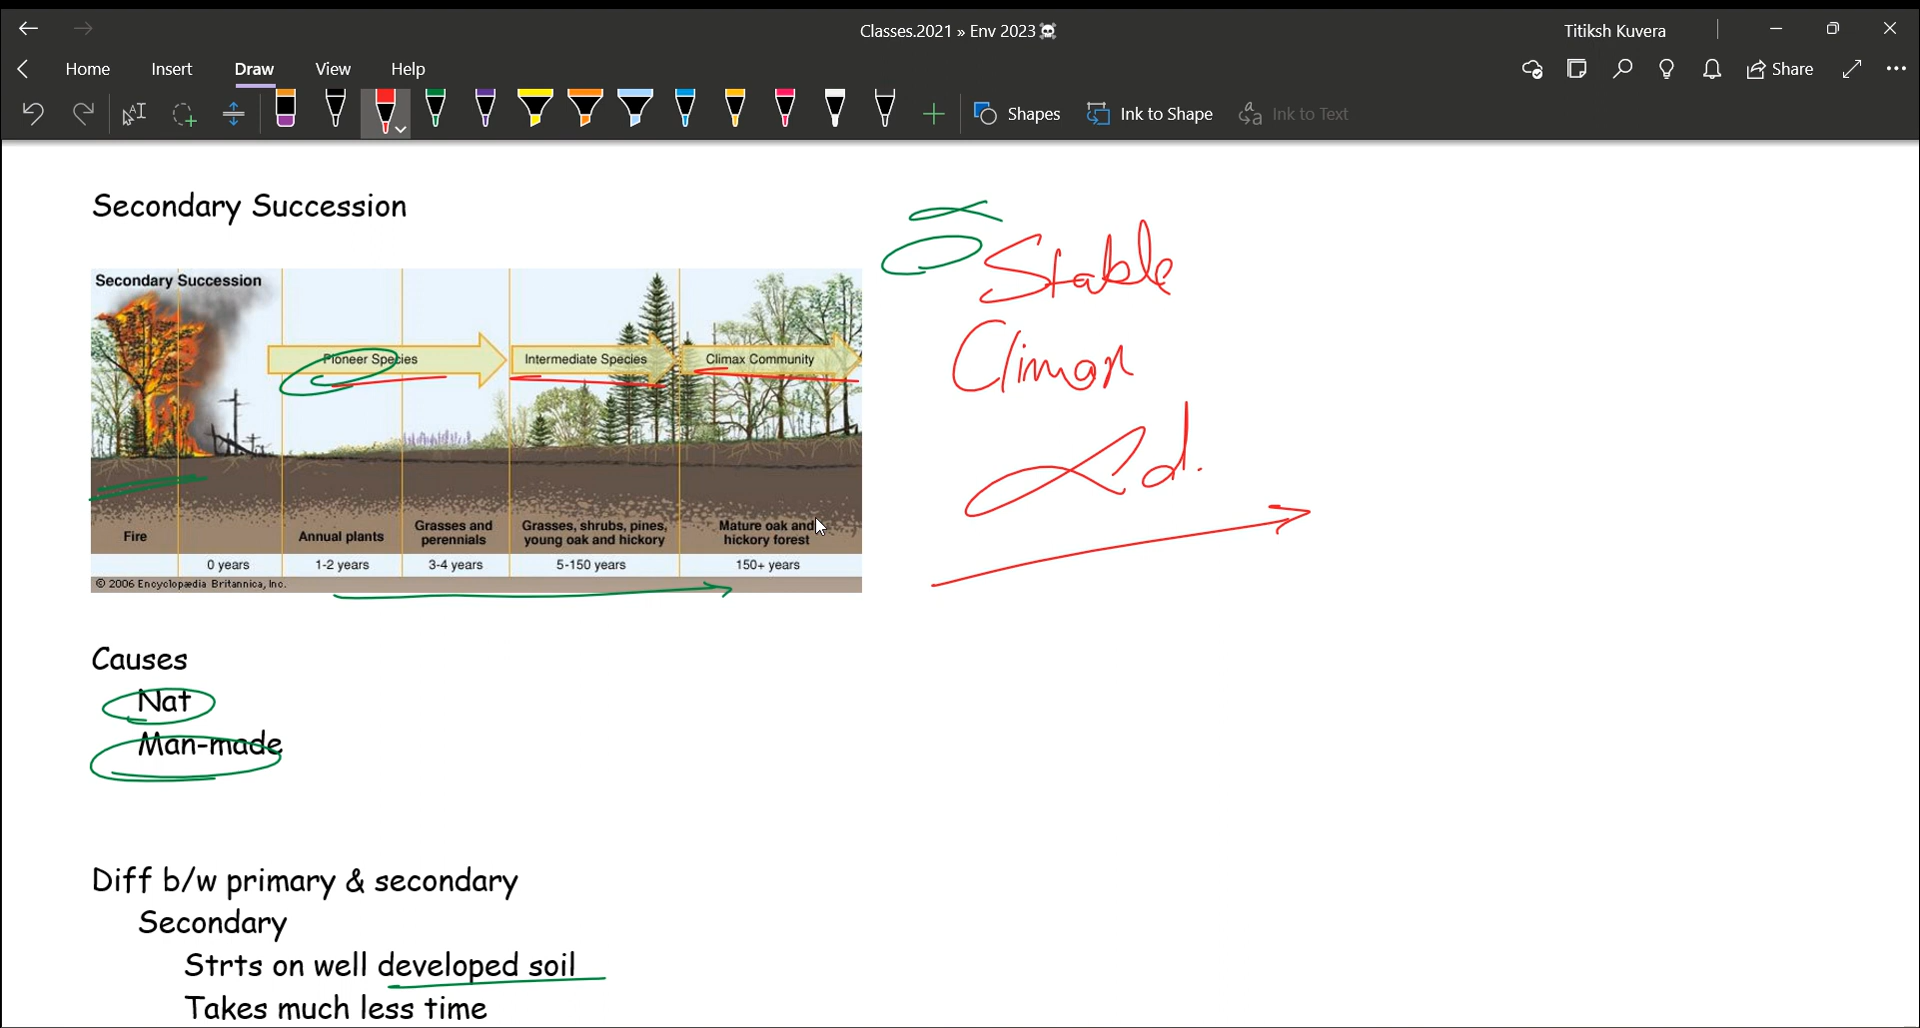 Classes.2021 » Env 2023
Titiksh Kuvera
Home Insert Draw View Help
Share
Shapes Ink to Shape Ink to Text
Secondary Succession
Secondary Succession
Pioneer Species Intermediate Species Climax Community
Fire Annual plants Grasses and perennials Grasses, shrubs, pines, young oak and hickory Mature oak and hickory forest
0 years 1-2 years 3-4 years 5-150 years 150+ years
© 2006 Encyclopædia Britannica, Inc.
Stable
Climax
Causes
Nat
Man-made
Diff b/w primary & secondary
Secondary
Strts on well developed soil
Takes much less time